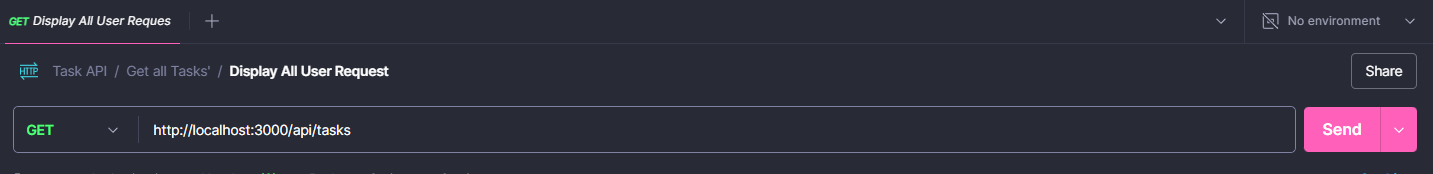 GET Display All User Reques
No environment
HTTP Task API / Get all Tasks' / Display All User Request
Share
GET http://localhost:3000/api/tasks
Send